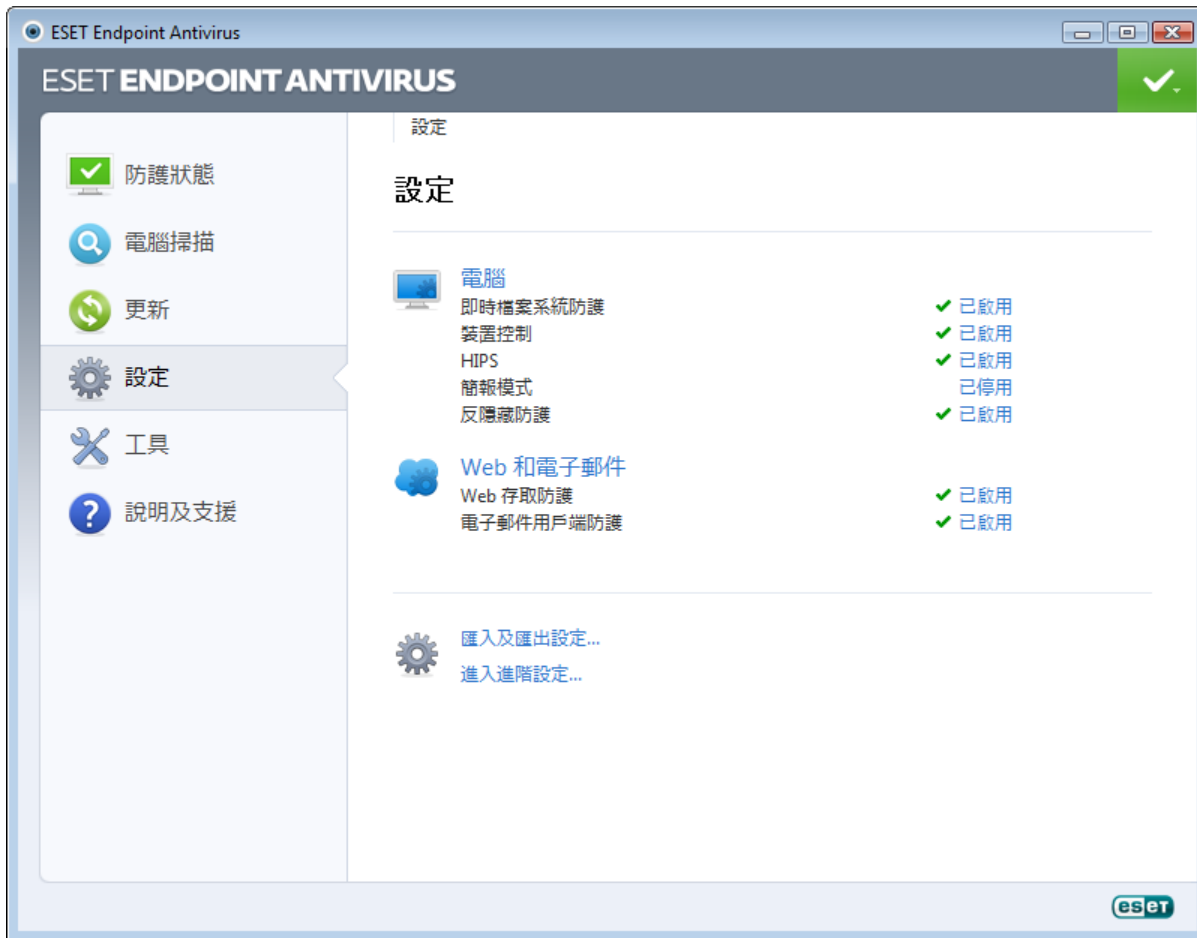 ESET Endpoint Antivirus
ESET ENDPOINT ANTIVIRUS
防護狀態
電腦掃描
更新
設定
工具
說明及支援
設定
設定
電腦
即時檔案系統防護 已啟用
裝置控制 已啟用
HIPS 已啟用
簡報模式 已停用
反隱藏防護 已啟用
Web 和電子郵件
Web 存取防護 已啟用
電子郵件用戶端防護 已啟用
匯入及匯出設定...
進入進階設定...
eset